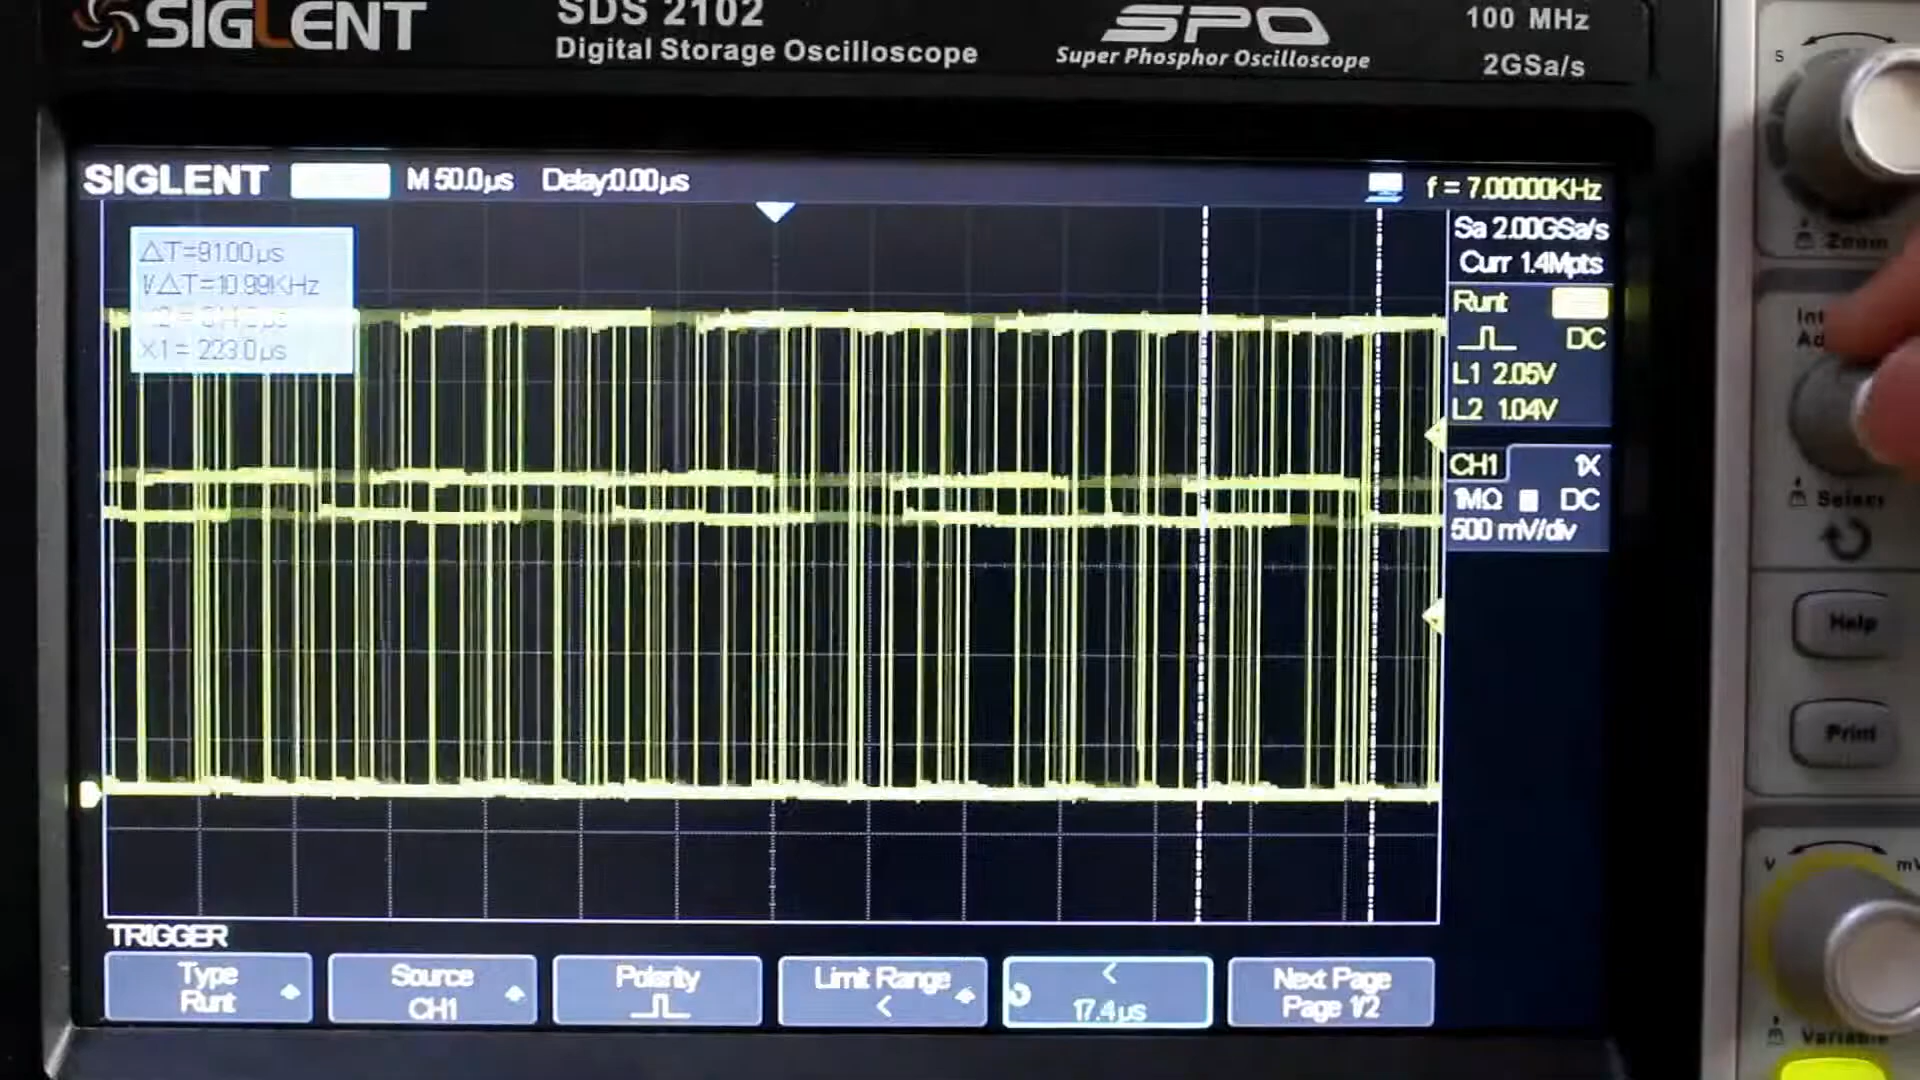 SIGLENT
SDS 2102
Digital Storage Oscilloscope
SPO
Super Phosphor Oscilloscope
100 MHz
2GSa/s
SIGLENT
M 50.0µs
Delay:0.00µs
f = 7.00000KHz
△T=91.00µs
1/△T=10.99KHz
X1 = 223.0µs
Sa 2.00GSa/s
Curr 1.4Mpts
Runt
DC
L1 2.05V
L2 1.04V
CH1
1X
1MΩ
DC
500 mV/div
TRIGGER
Type
Runt
Source
CH1
Polarity
Limit Range
<
<
17.4µs
Next Page
Page 1/2
S
Zoom
Select
Help
Print
V
Variable